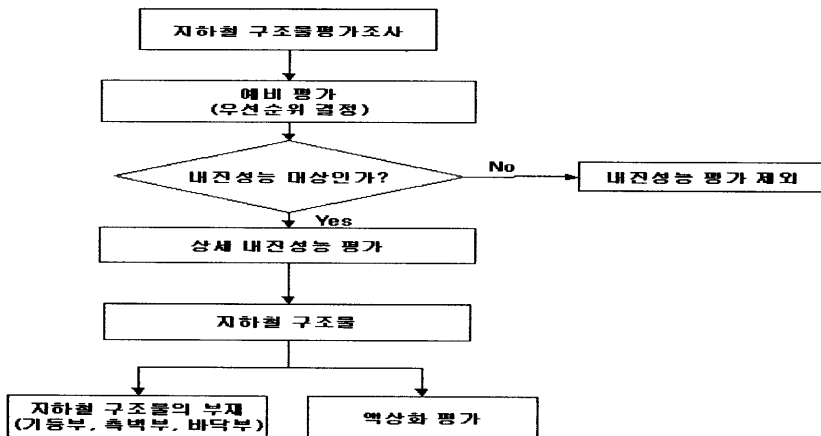 지하철 구조물평가조사
예비 평가
(우선순위 결정)
내진성능 대상인가?
No
내진성능 평가 제외
Yes
상세 내진성능 평가
지하철 구조물
지하철 구조물의 부재
(기둥부, 측벽부, 바닥부)
액상화 평가